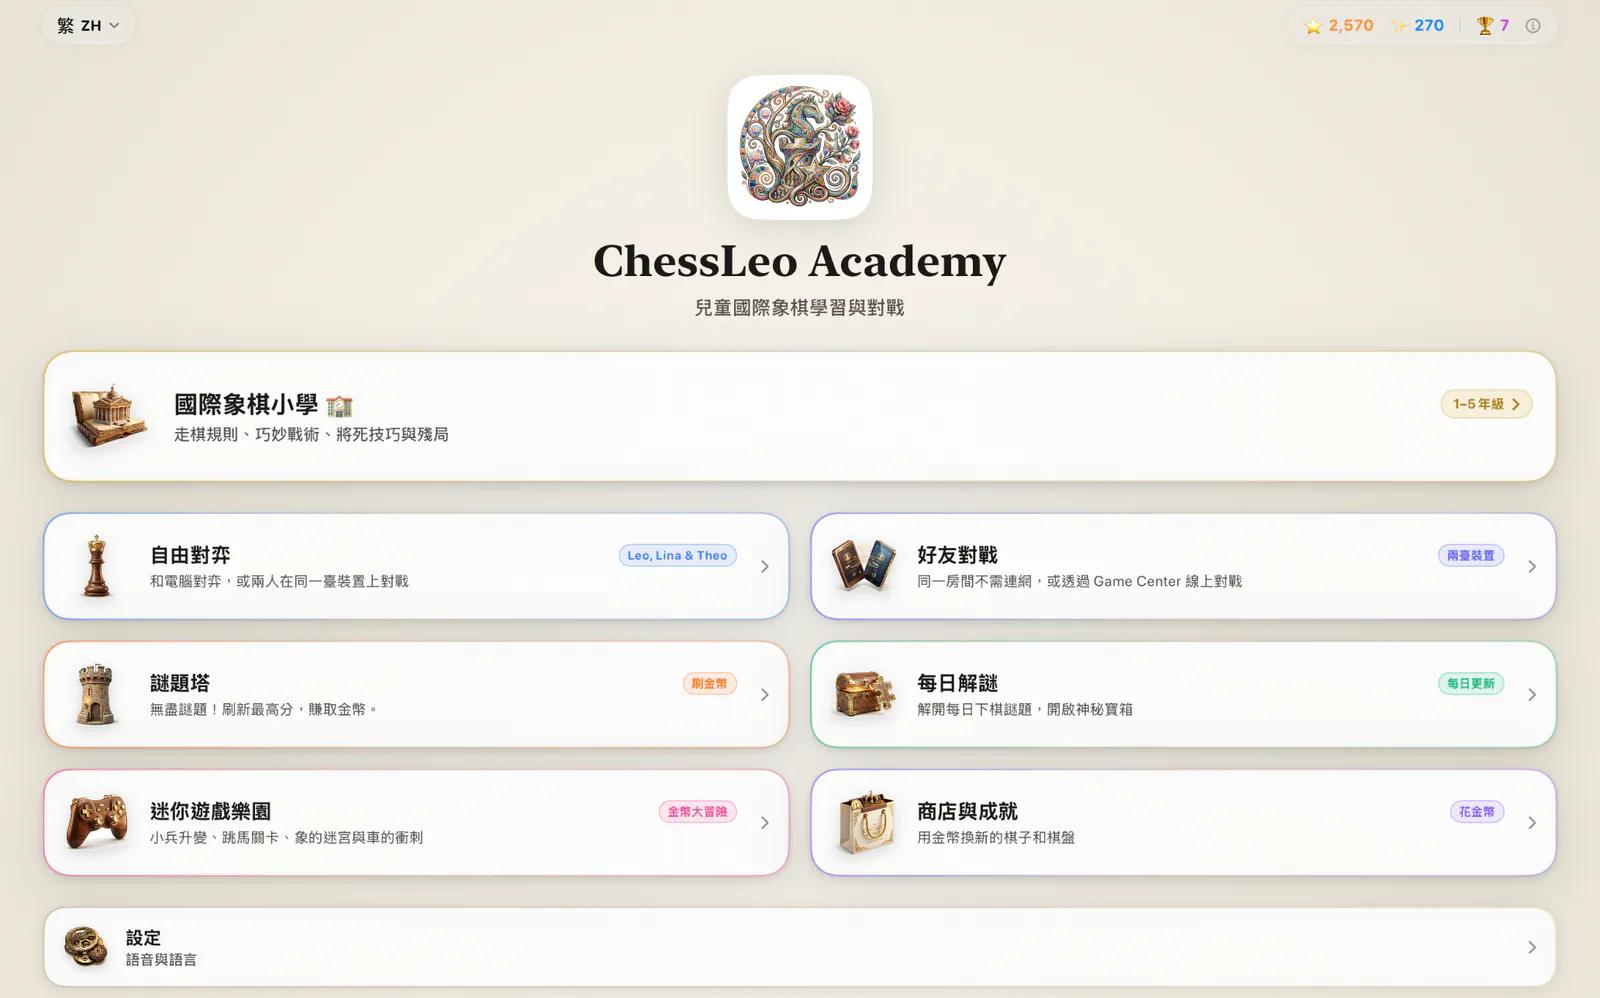 繁 ZH
2,570 270 7
ChessLeo Academy
兒童國際象棋學習與對戰
國際象棋小學
1–5 年級
走棋規則、巧妙戰術、將死技巧與殘局
自由對弈
Leo, Lina & Theo
和電腦對弈，或兩人在同一臺裝置上對戰
好友對戰
兩臺裝置
同一房間不需連網，或透過 Game Center 線上對戰
謎題塔
刷金幣
無盡謎題！刷新最高分，賺取金幣。
每日解謎
每日更新
解開每日下棋謎題，開啟神秘寶箱
迷你遊戲樂園
金幣大冒險
小兵升變、跳馬關卡、象的迷宮與車的衝刺
商店與成就
花金幣
用金幣換新的棋子和棋盤
設定
語音與語言